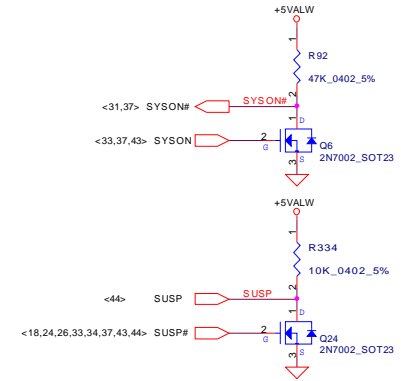 +5VALW
1
R92
47K_0402_5%
2
<31,37> SYSON#
SYSON#
1 D
<33,37,43> SYSON
2
G
Q6
2N7002_SOT23
3 S
+5VALW
1
R334
10K_0402_5%
2
<44> SUSP
SUSP
1 D
<18,24,26,33,34,37,43,44> SUSP#
2
G
Q24
2N7002_SOT23
3 S